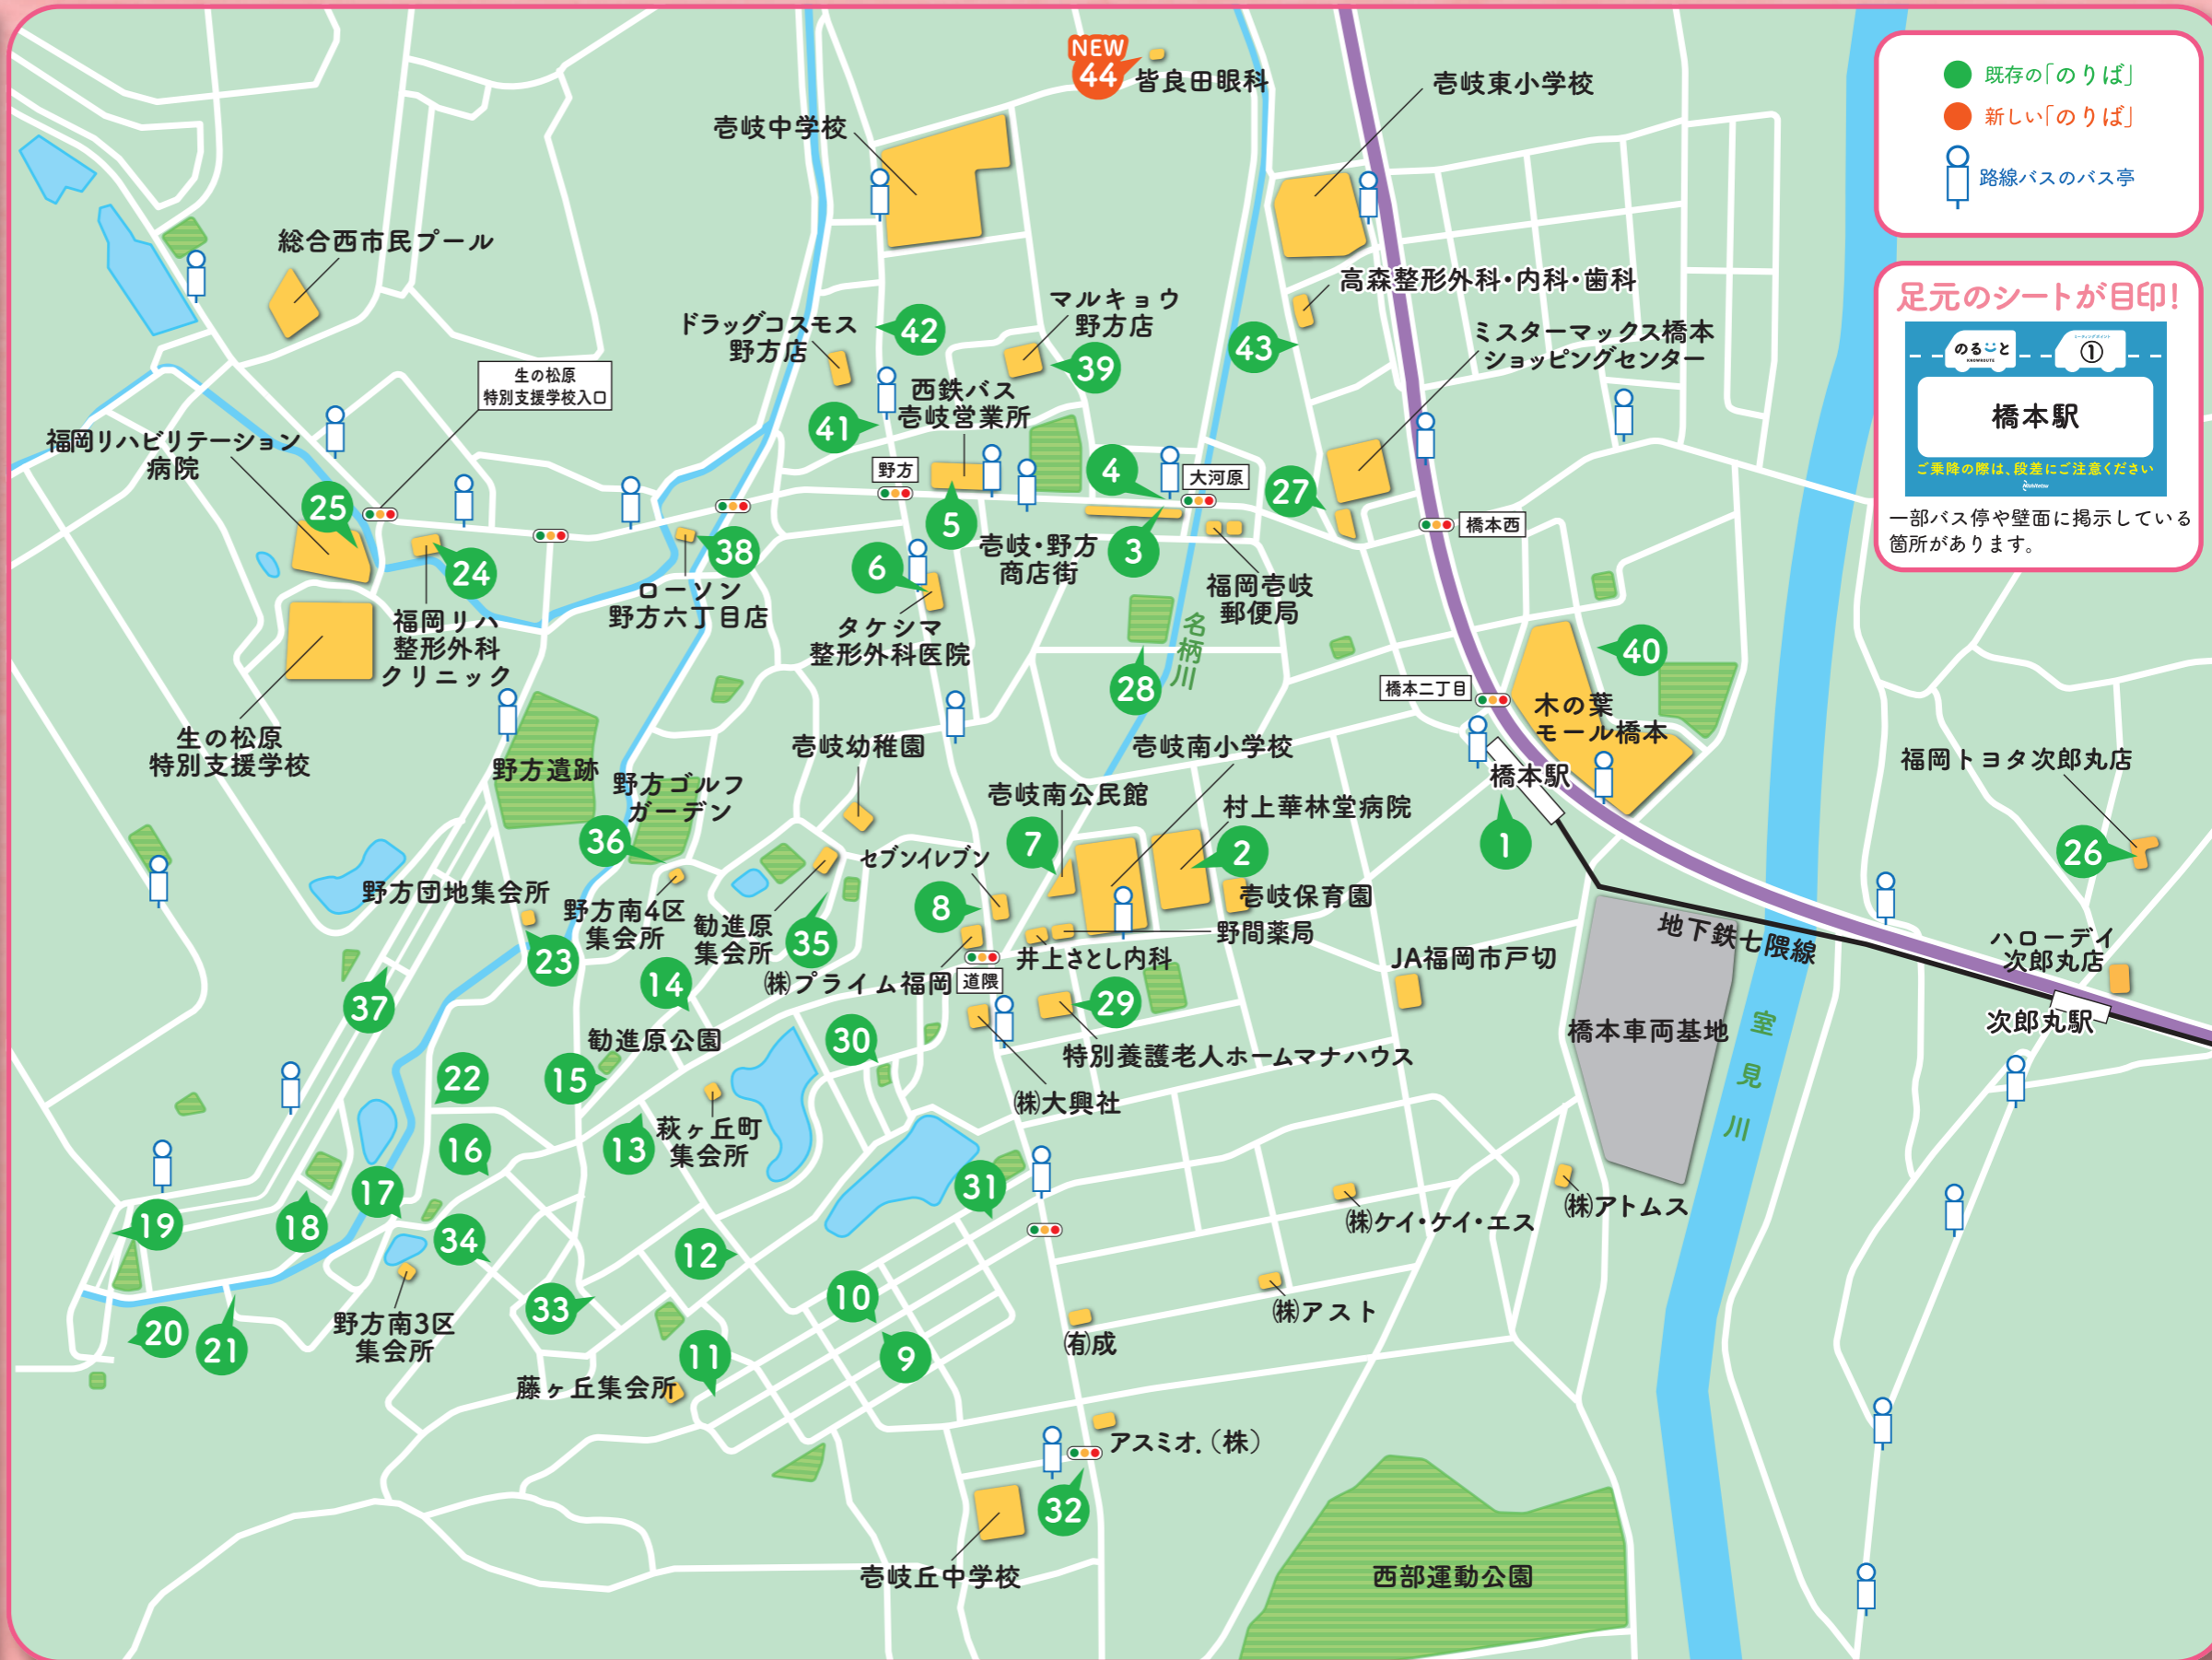 NEW
44
皆良田眼科
既存の「のりば」
新しい「のりば」
路線バスのバス亭
足元のシートが目印!
のるーと
KNOWROUTE
①
橋本駅
ご乗降の際は、段差にご注意ください
一部バス停や壁面に掲示している
箇所があります。
壱岐東小学校
壱岐中学校
総合西市民プール
高森整形外科・内科・歯科
マルキョウ
野方店
ドラッグコスモス
野方店
42
43
39
ミスターマックス橋本
ショッピングセンター
生の松原
特別支援学校入口
西鉄バス
壱岐営業所
41
福岡リハビリテーション
病院
野方
4
大河原
27
25
5
橋本西
38
24
壱岐・野方
商店街
3
6
ローソン
野方六丁目店
福岡壱岐
郵便局
福岡リハ
整形外科
クリニック
タケシマ
整形外科医院
名柄川
40
28
橋本二丁目
木の葉
モール橋本
生の松原
特別支援学校
壱岐幼稚園
壱岐南小学校
福岡トヨタ次郎丸店
野方遺跡
野方ゴルフ
ガーデン
橋本駅
壱岐南公民館
村上華林堂病院
36
7
2
1
26
セブンイレブン
野方団地集会所
壱岐保育園
8
野方南4区
集会所
勧進原
集会所
35
野間薬局
地下鉄七隈線
ハローデイ
次郎丸店
23
井上さとし内科
JA福岡市戸切
14
㈱プライム福岡
道隈
37
29
次郎丸駅
橋本車両基地
室見川
勧進原公園
30
特別養護老人ホームマナハウス
22
15
㈱大興社
萩ヶ丘町
集会所
16
13
17
31
㈱アトムス
19
18
㈱ケイ・ケイ・エス
34
12
33
10
㈱アスト
野方南3区
集会所
20
21
㈲成
11
9
藤ヶ丘集会所
アスミオ.（株）
32
壱岐丘中学校
西部運動公園